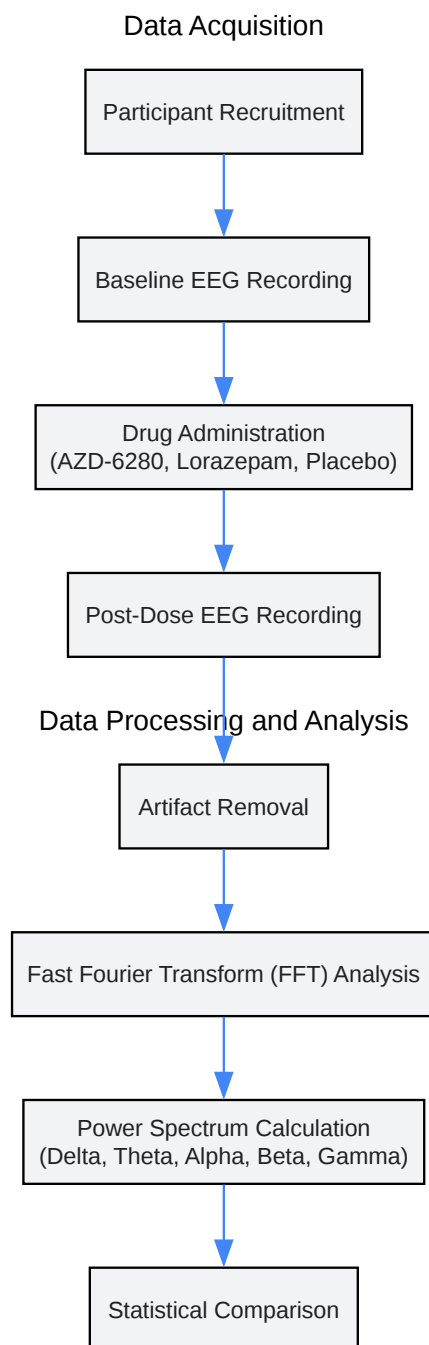 Data Acquisition
Participant Recruitment
Baseline EEG Recording
Drug Administration
(AZD-6280, Lorazepam, Placebo)
Post-Dose EEG Recording
Data Processing and Analysis
Artifact Removal
Fast Fourier Transform (FFT) Analysis
Power Spectrum Calculation
(Delta, Theta, Alpha, Beta, Gamma)
Statistical Comparison